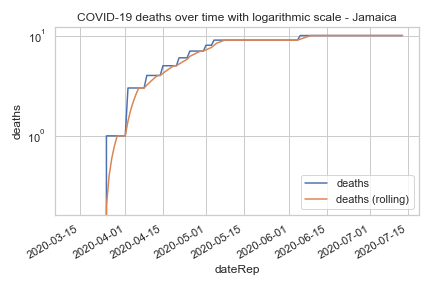 COVID-19 deaths over time with logarithmic scale - Jamaica
10¹
10⁰
deaths
deaths
deaths (rolling)
2020-03-15
2020-04-01
2020-04-15
2020-05-01
2020-05-15
2020-06-01
2020-06-15
2020-07-01
2020-07-15
dateRep